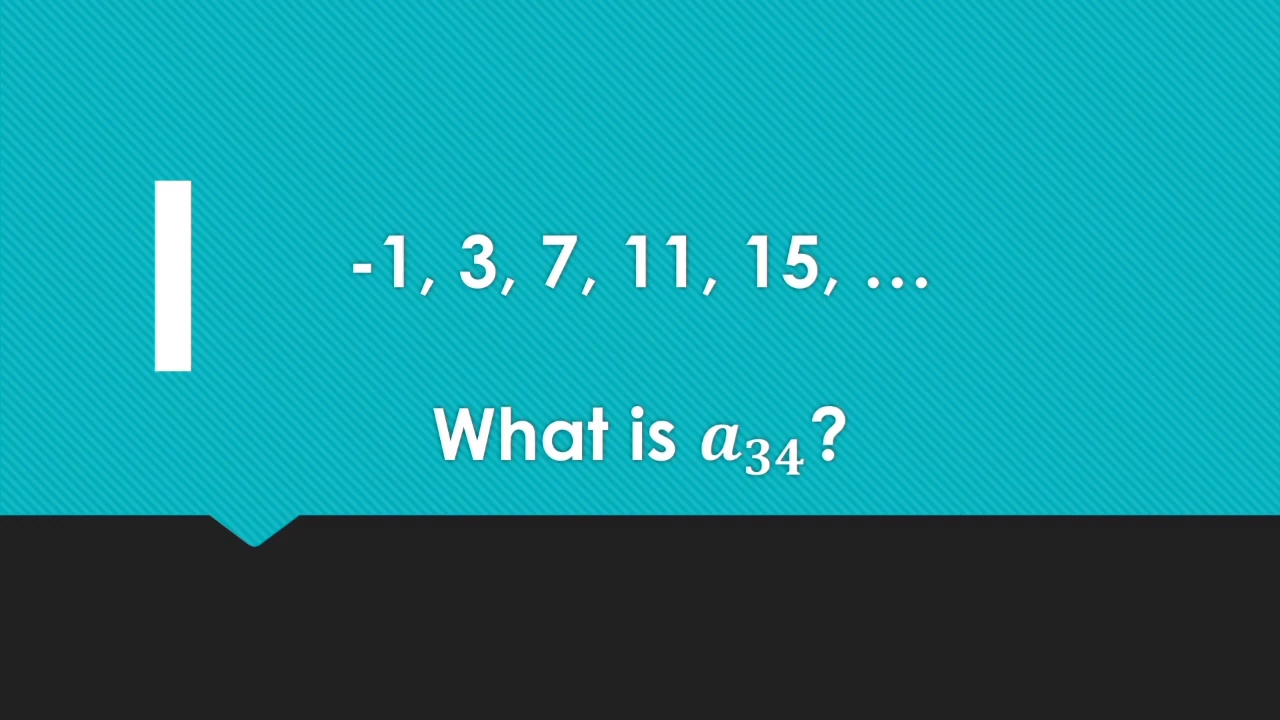 I
-1, 3, 7, 11, 15, …
What is a₃₄?